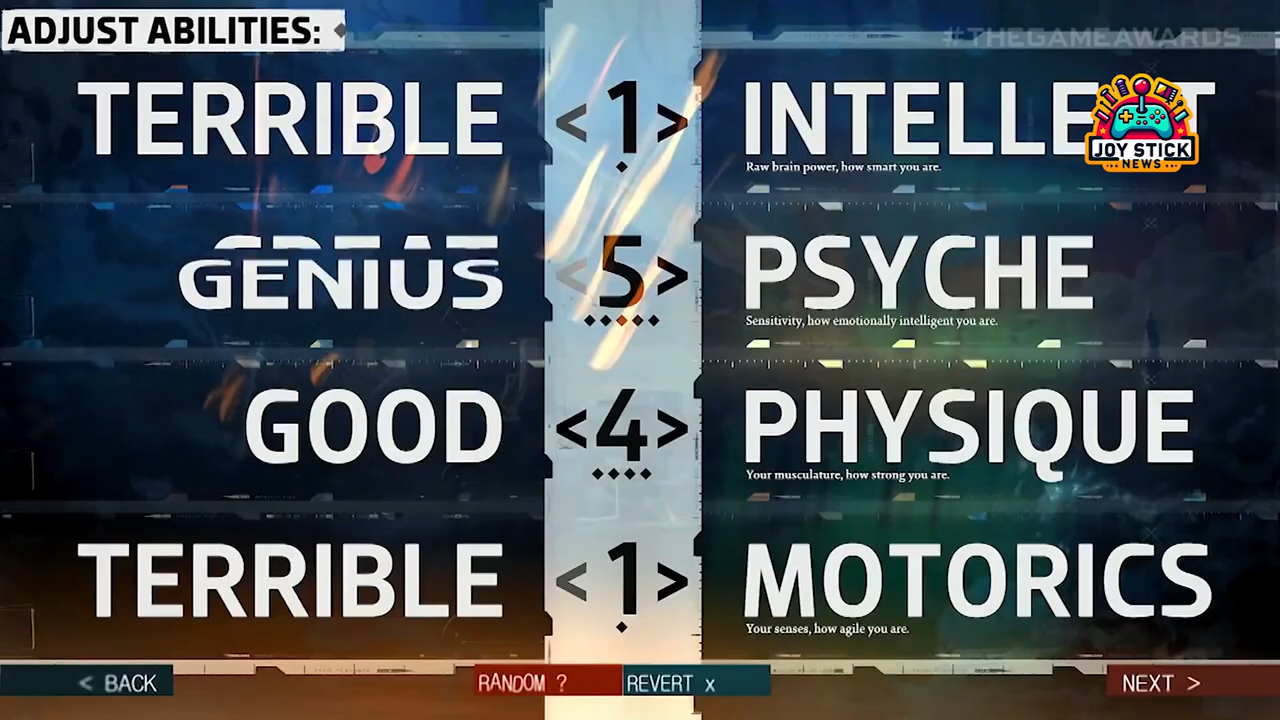 ADJUST ABILITIES:
#THEGAMEAWARDS
TERRIBLE <1> INTELLECT
JOY STICK
NEWS
Raw brain power, how smart you are.
GENIUS <5> PSYCHE
Sensitivity, how emotionally intelligent you are.
GOOD <4> PHYSIQUE
Your musculature, how strong you are.
TERRIBLE <1> MOTORICS
Your senses, how agile you are.
< BACK RANDOM ? REVERT x NEXT >